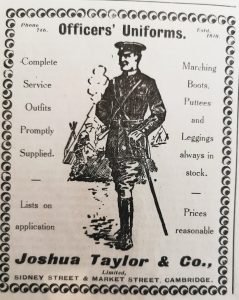 Phone 746.
Estd. 1810.
Officers' Uniforms.
Complete
Service
Outfits
Promptly
Supplied.
—
Lists on
application
Marching
Boots,
Puttees
and
Leggings
always in
stock.
—
Prices
reasonable
Joshua Taylor & Co.,
Limited,
SIDNEY STREET & MARKET STREET, CAMBRIDGE.